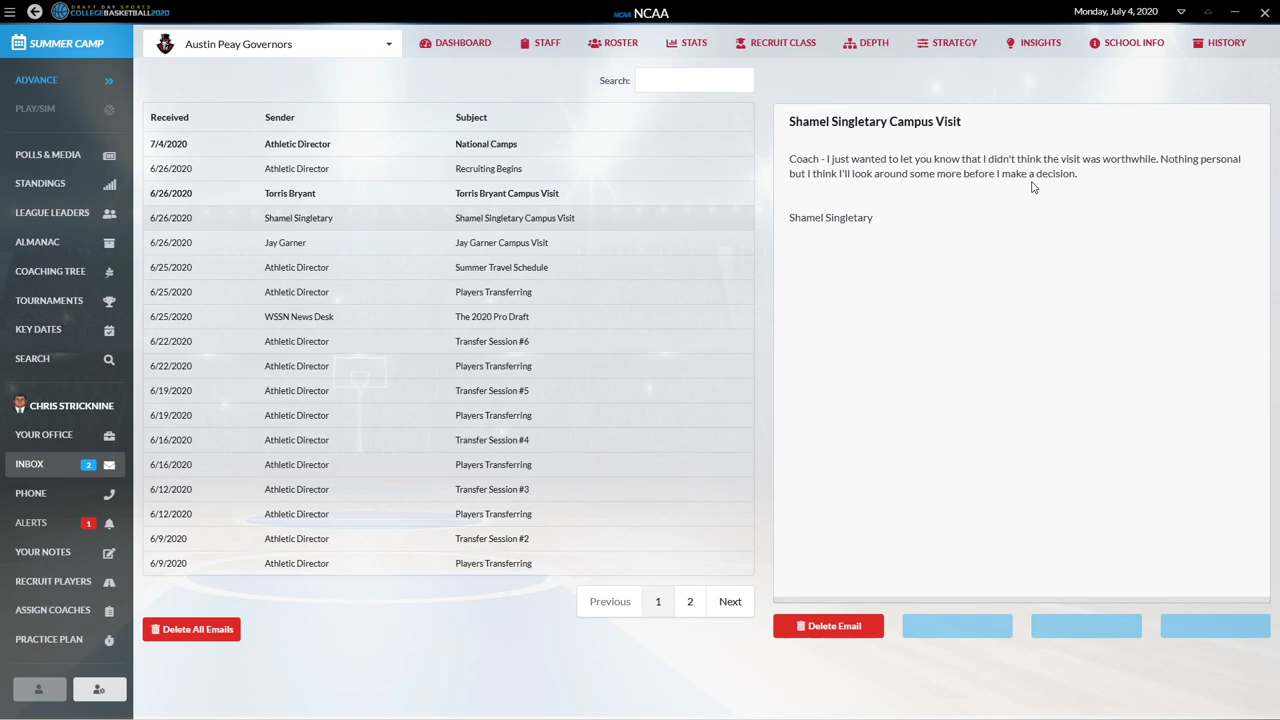 DRAFT DAY SPORTS
COLLEGE BASKETBALL 2020
NCAA NCAA
Monday, July 4, 2020
SUMMER CAMP
Austin Peay Governors
DASHBOARD
STAFF
ROSTER
STATS
RECRUIT CLASS
DEPTH
STRATEGY
INSIGHTS
SCHOOL INFO
HISTORY
ADVANCE
PLAY/SIM
POLLS & MEDIA
STANDINGS
LEAGUE LEADERS
ALMANAC
COACHING TREE
TOURNAMENTS
KEY DATES
SEARCH
CHRIS STRICKNINE
YOUR OFFICE
INBOX 2
PHONE
ALERTS 1
YOUR NOTES
RECRUIT PLAYERS
ASSIGN COACHES
PRACTICE PLAN
Search:
Received Sender Subject
7/4/2020 Athletic Director National Camps
6/26/2020 Athletic Director Recruiting Begins
6/26/2020 Torris Bryant Torris Bryant Campus Visit
6/26/2020 Shamel Singletary Shamel Singletary Campus Visit
6/26/2020 Jay Garner Jay Garner Campus Visit
6/25/2020 Athletic Director Summer Travel Schedule
6/25/2020 Athletic Director Players Transferring
6/25/2020 WSSN News Desk The 2020 Pro Draft
6/22/2020 Athletic Director Transfer Session #6
6/22/2020 Athletic Director Players Transferring
6/19/2020 Athletic Director Transfer Session #5
6/19/2020 Athletic Director Players Transferring
6/16/2020 Athletic Director Transfer Session #4
6/16/2020 Athletic Director Players Transferring
6/12/2020 Athletic Director Transfer Session #3
6/12/2020 Athletic Director Players Transferring
6/9/2020 Athletic Director Transfer Session #2
6/9/2020 Athletic Director Players Transferring
Previous 1 2 Next
Delete All Emails
Shamel Singletary Campus Visit
Coach - I just wanted to let you know that I didn't think the visit was worthwhile. Nothing personal
but I think I'll look around some more before I make a decision.
Shamel Singletary
Delete Email